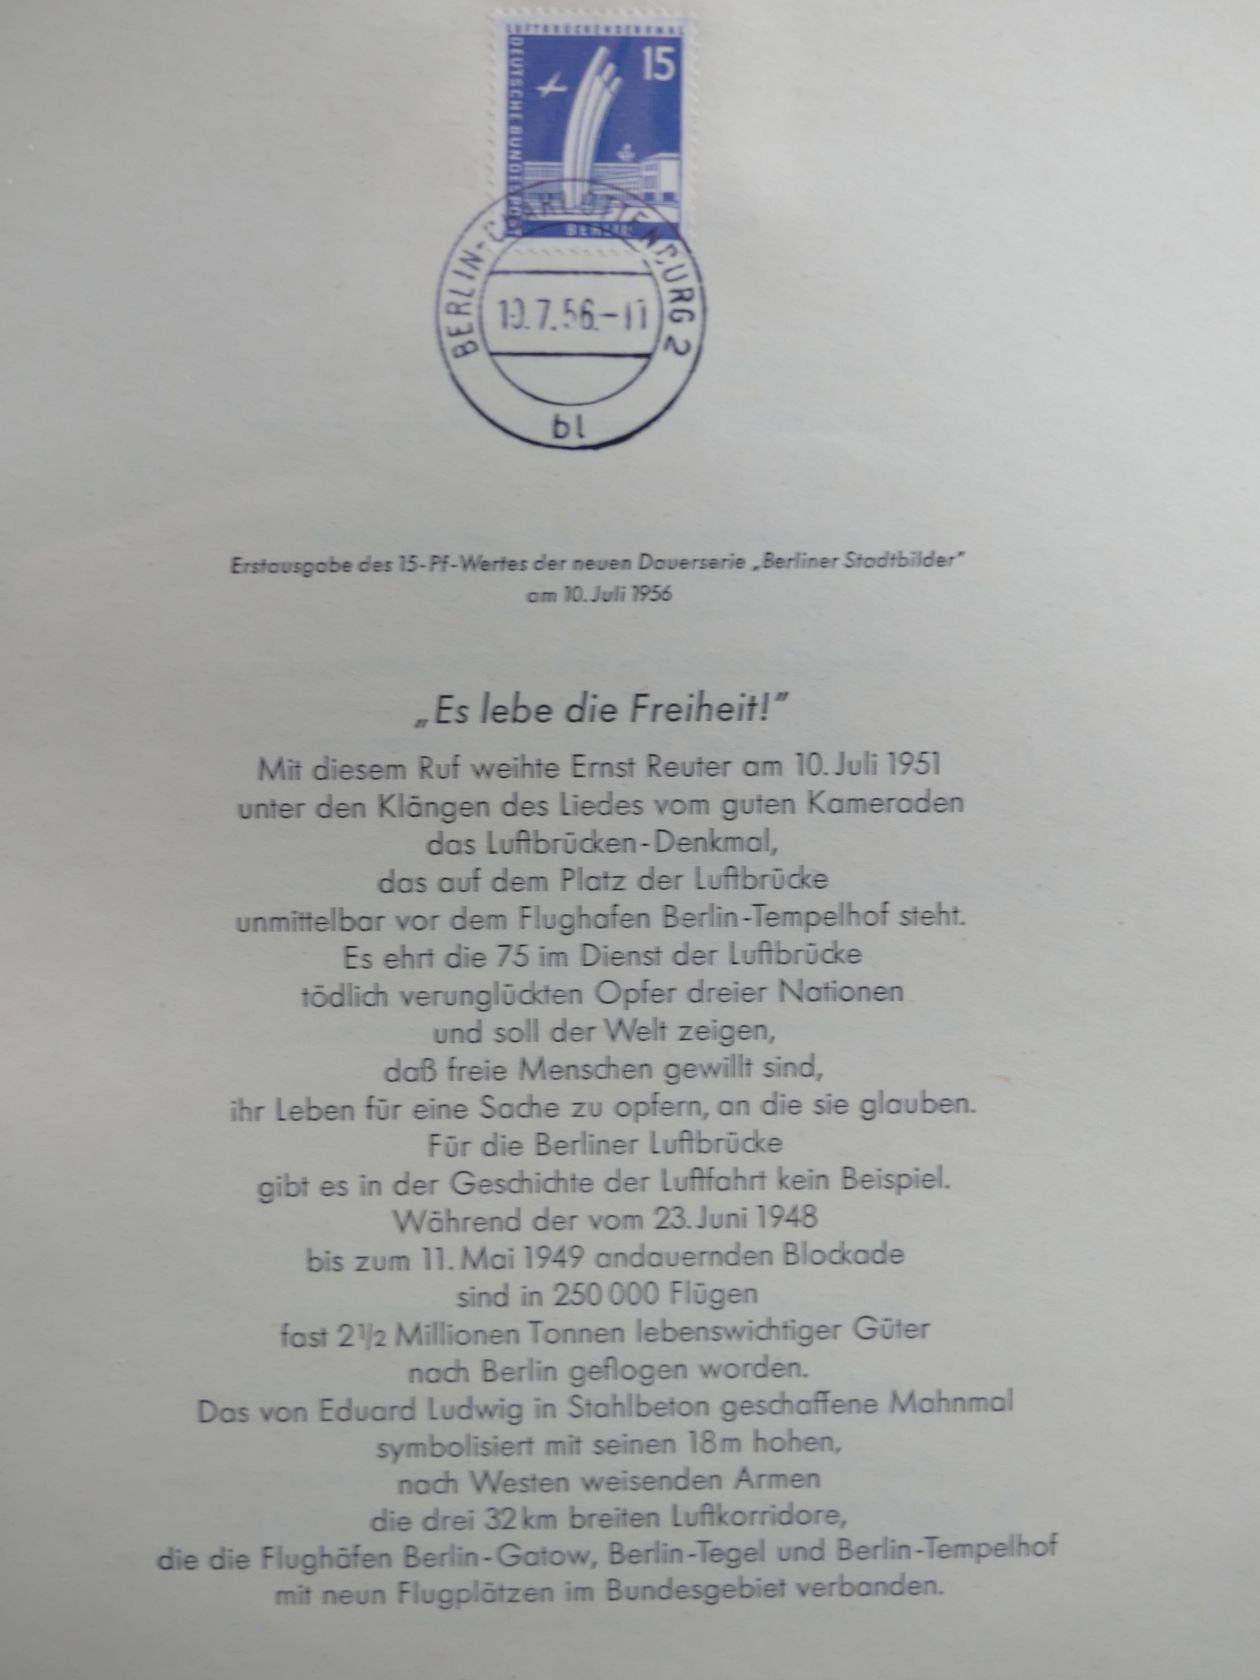 LUFTBRÜCKENDENKMAL
DEUTSCHE BUNDESPOST
15
BERLIN
BERLIN-CHARLOTTENBURG 2
10.7.56.-11
bl
Erstausgabe des 15-Pf-Wertes der neuen Dauerserie „Berliner Stadtbilder"
am 10. Juli 1956
„Es lebe die Freiheit!"
Mit diesem Ruf weihte Ernst Reuter am 10. Juli 1951
unter den Klängen des Liedes vom guten Kameraden
das Luftbrücken-Denkmal,
das auf dem Platz der Luftbrücke
unmittelbar vor dem Flughafen Berlin-Tempelhof steht.
Es ehrt die 75 im Dienst der Luftbrücke
tödlich verunglückten Opfer dreier Nationen
und soll der Welt zeigen,
daß freie Menschen gewillt sind,
ihr Leben für eine Sache zu opfern, an die sie glauben.
Für die Berliner Luftbrücke
gibt es in der Geschichte der Luftfahrt kein Beispiel.
Während der vom 23. Juni 1948
bis zum 11. Mai 1949 andauernden Blockade
sind in 250 000 Flügen
fast 2½ Millionen Tonnen lebenswichtiger Güter
nach Berlin geflogen worden.
Das von Eduard Ludwig in Stahlbeton geschaffene Mahnmal
symbolisiert mit seinen 18 m hohen,
nach Westen weisenden Armen
die drei 32 km breiten Luftkorridore,
die die Flughäfen Berlin-Gatow, Berlin-Tegel und Berlin-Tempelhof
mit neun Flugplätzen im Bundesgebiet verbanden.